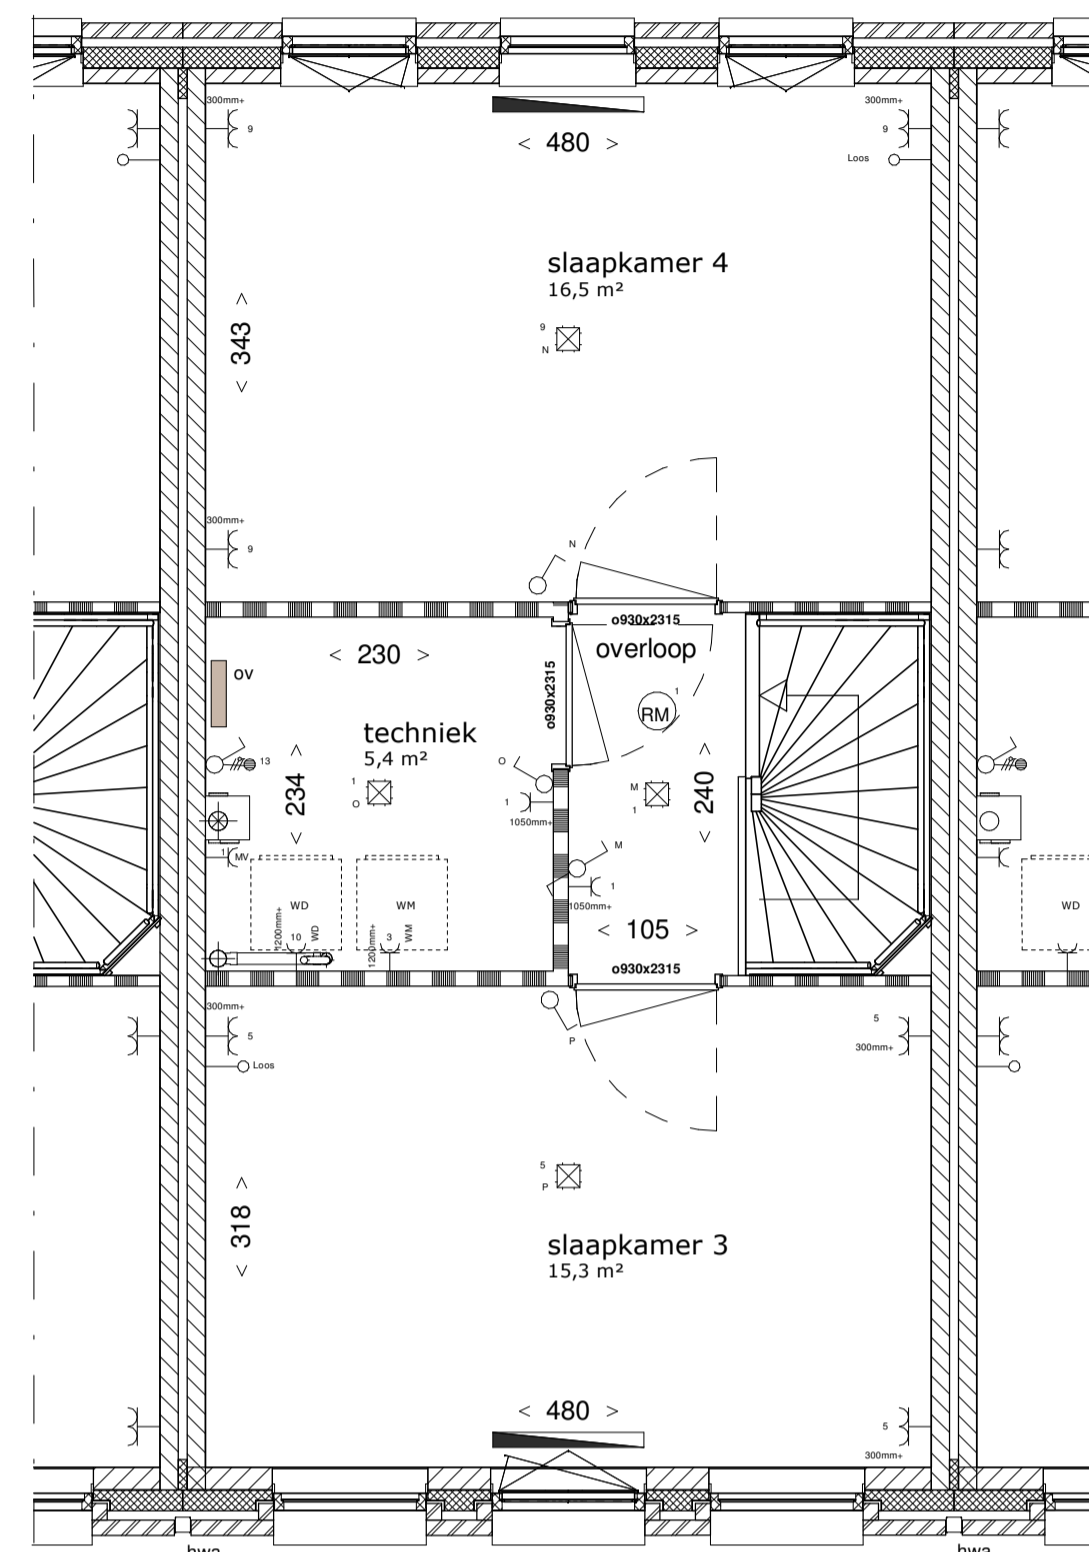 300mm+
9
300mm+
9
< 480 >
Loos
slaapkamer 4
16,5 m²
< 343 >
9
N
300mm+
9
N
o930x2315
overloop
< 230 >
ov
o930x2315
1
RM
techniek
5,4 m²
13
< 234 >
1
O
O
1
1050mm+
M
1
< 240 >
M
1
1050mm+
1
MV
WD
WM
WD
1200mm+
10
WD
1200mm+
3
WM
< 105 >
o930x2315
300mm+
5
Loos
P
5
300mm+
5
P
< 318 >
slaapkamer 3
15,3 m²
< 480 >
5
300mm+
hwa
hwa